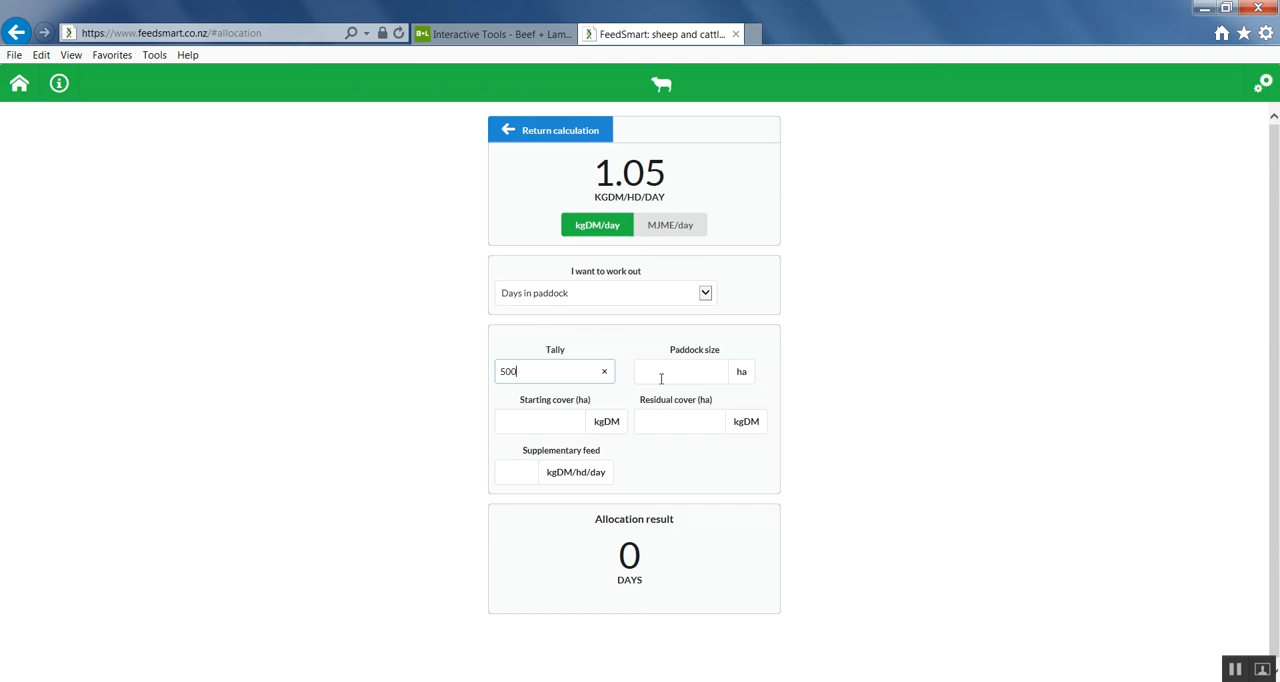 https://www.feedsmart.co.nz/#allocation
B+L Interactive Tools - Beef + Lam...
FeedSmart: sheep and cattl...
File Edit View Favorites Tools Help
Return calculation
1.05
KGDM/HD/DAY
kgDM/day MJME/day
I want to work out
Days in paddock
Tally Paddock size
500 ha
Starting cover (ha) Residual cover (ha)
kgDM kgDM
Supplementary feed
kgDM/hd/day
Allocation result
0
DAYS